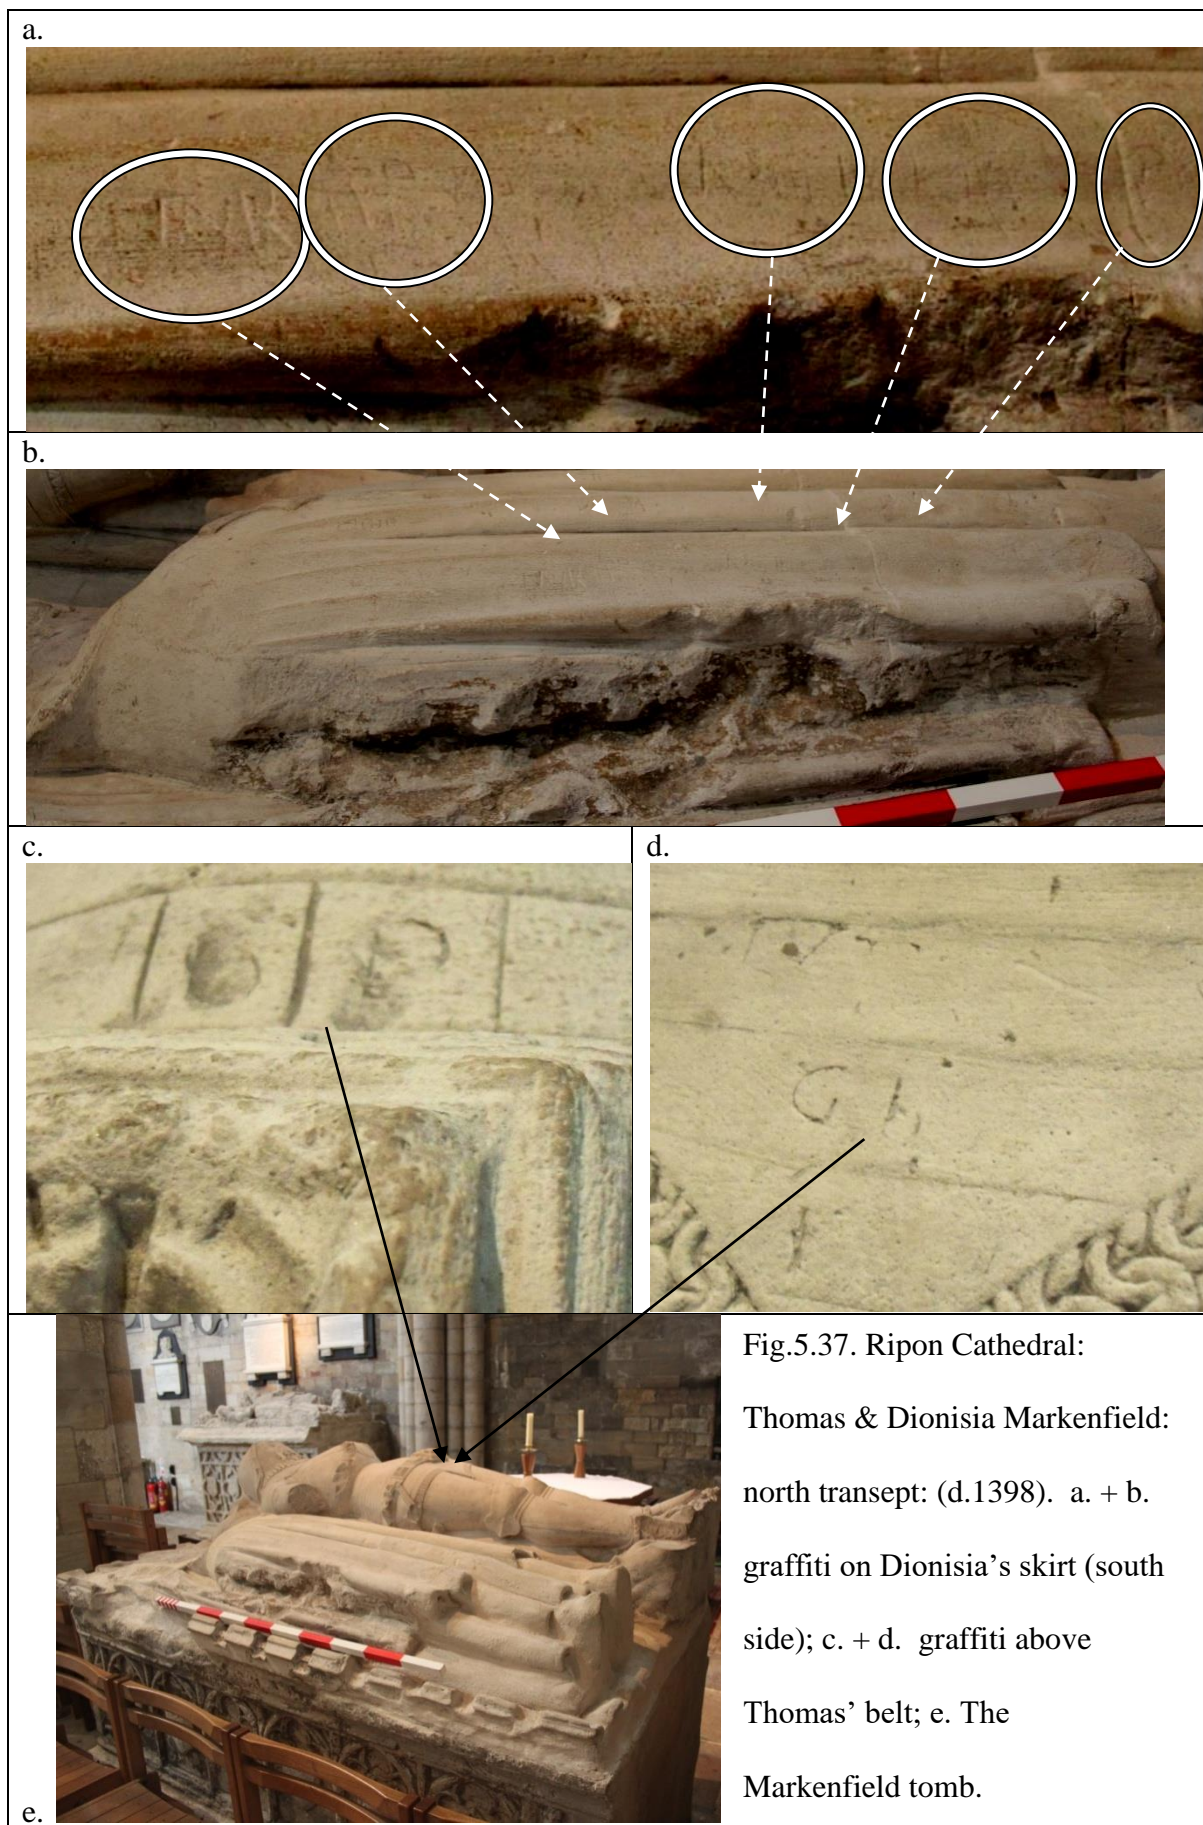 a.
b.
c.
d.
G
Fig.5.37. Ripon Cathedral:
Thomas & Dionisia Markenfield:
north transept: (d.1398). a. + b.
graffiti on Dionisia’s skirt (south
side); c. + d. graffiti above
Thomas’ belt; e. The
Markenfield tomb.
e.